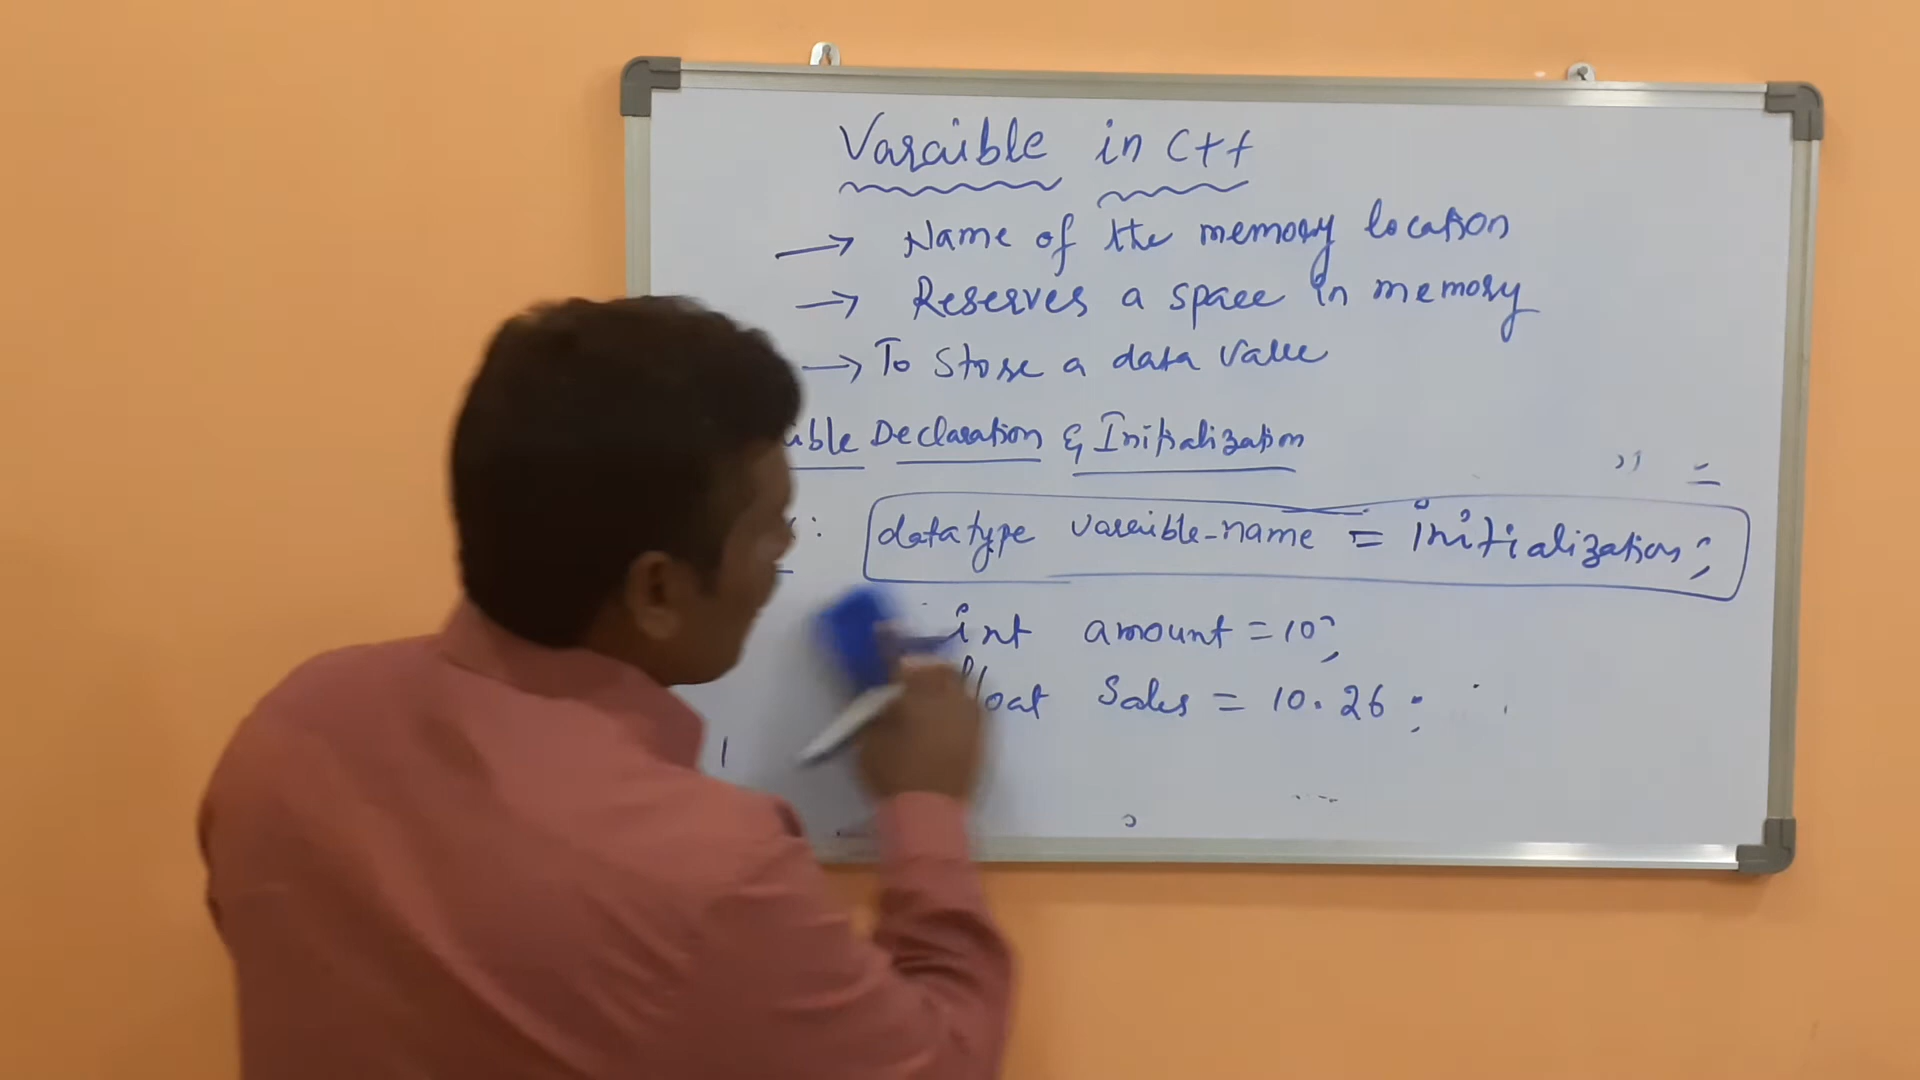 Varaible in C++
→ Name of the memory location
→ Reserves a space in memory
→ To Store a data value
Declaration & Initialization
: datatype varaible-name = initialization;
int amount = 10;
float Sales = 10.26;